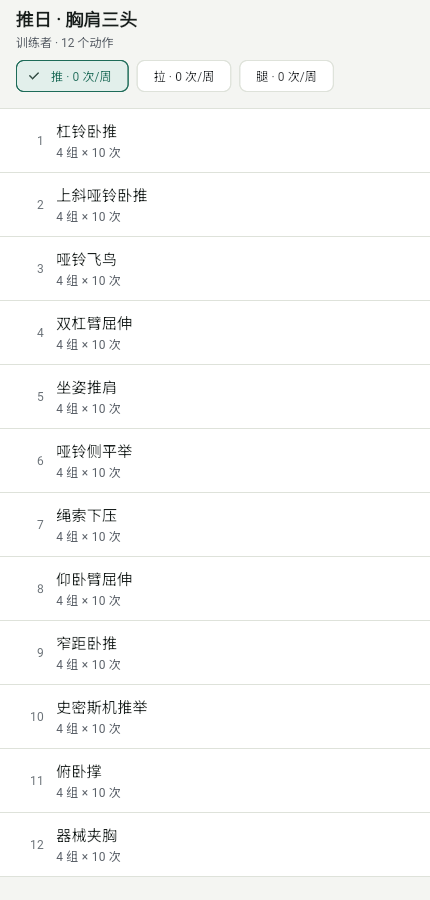 推日 · 胸肩三头
训练者 · 12 个动作
推 · 0 次/周
拉 · 0 次/周
腿 · 0 次/周
1
杠铃卧推
4 组 × 10 次
2
上斜哑铃卧推
4 组 × 10 次
3
哑铃飞鸟
4 组 × 10 次
4
双杠臂屈伸
4 组 × 10 次
5
坐姿推肩
4 组 × 10 次
6
哑铃侧平举
4 组 × 10 次
7
绳索下压
4 组 × 10 次
8
仰卧臂屈伸
4 组 × 10 次
9
窄距卧推
4 组 × 10 次
10
史密斯机推举
4 组 × 10 次
11
俯卧撑
4 组 × 10 次
12
器械夹胸
4 组 × 10 次